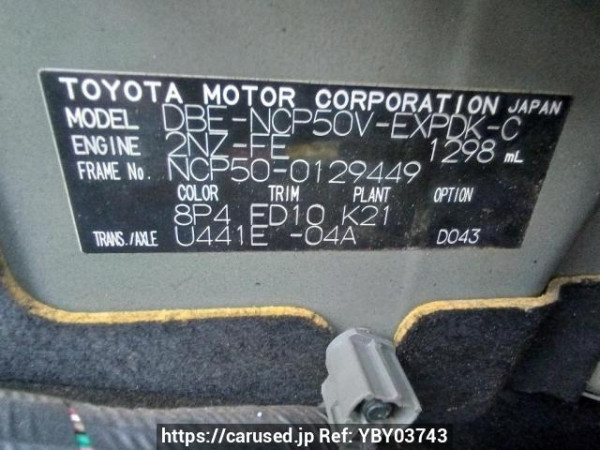 TOYOTA MOTOR CORPORATION JAPAN
MODEL DBE-NCP50V-EXPDK-C
ENGINE 2NZ-FE 1298 mL
FRAME No. NCP50-0129449
COLOR TRIM PLANT OPTION
8P4 ED10 K21
TRANS./AXLE U441E -04A D043
https://carused.jp Ref: YBY03743